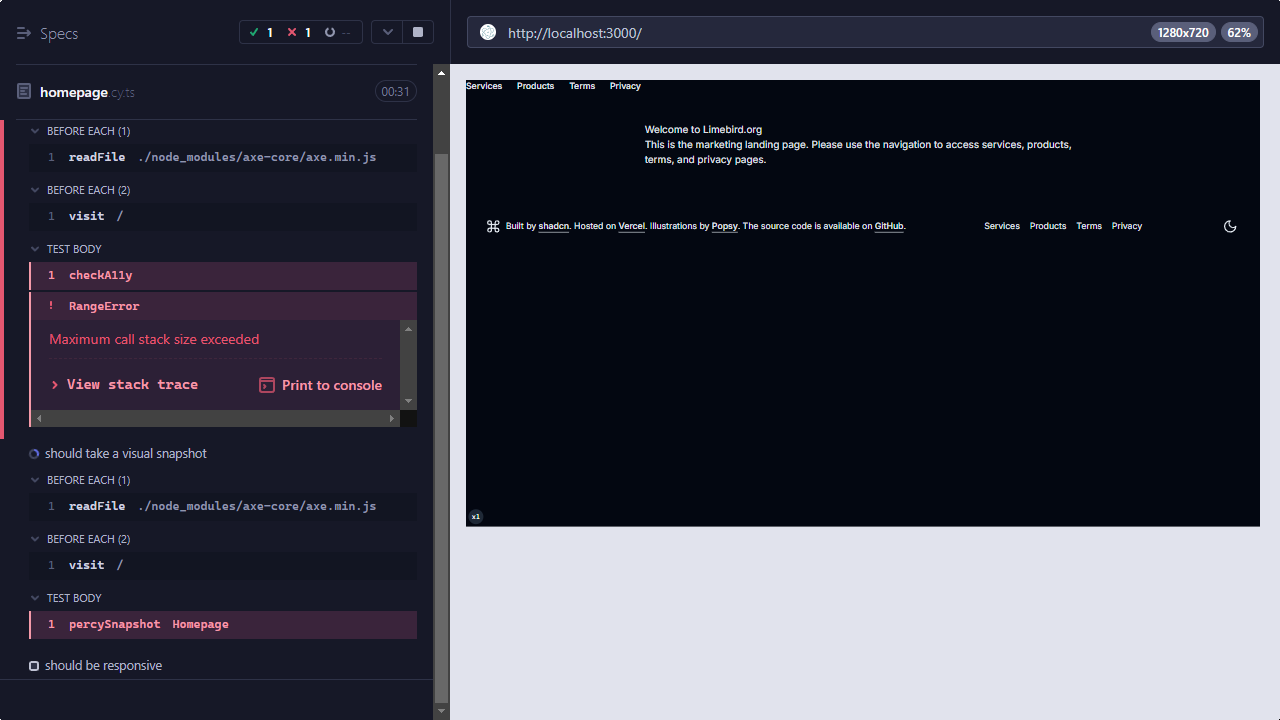 Specs
1 1 --
homepage.cy.ts 00:31
BEFORE EACH (1)
1 readFile ./node_modules/axe-core/axe.min.js
BEFORE EACH (2)
1 visit /
TEST BODY
1 checkA11y
! RangeError
Maximum call stack size exceeded
View stack trace Print to console
should take a visual snapshot
BEFORE EACH (1)
1 readFile ./node_modules/axe-core/axe.min.js
BEFORE EACH (2)
1 visit /
TEST BODY
1 percySnapshot Homepage
should be responsive
http://localhost:3000/ 1280x720 62%
Services Products Terms Privacy
Welcome to Limebird.org
This is the marketing landing page. Please use the navigation to access services, products,
terms, and privacy pages.
Built by shadcn. Hosted on Vercel. Illustrations by Popsy. The source code is available on GitHub. Services Products Terms Privacy
x1